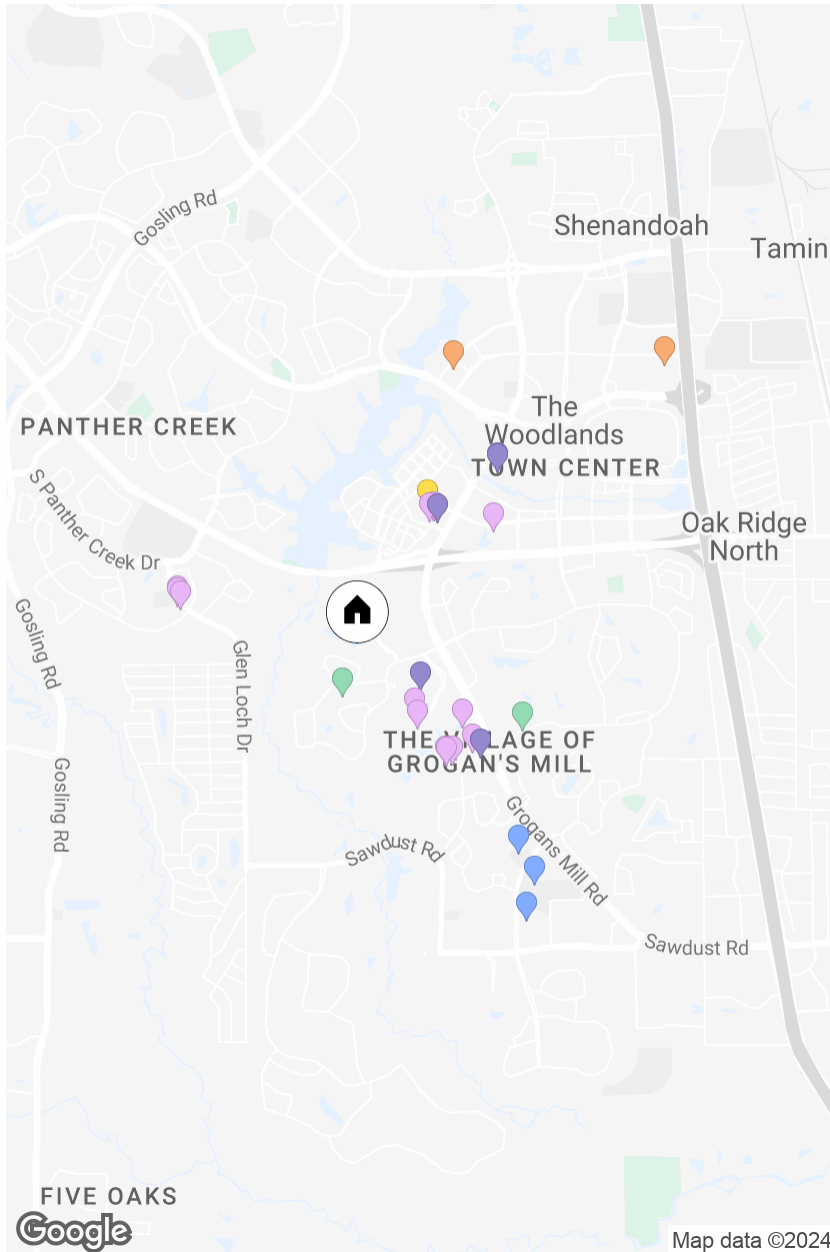 Gosling Rd
Shenandoah
Tamin
The
Woodlands
PANTHER CREEK
TOWN CENTER
S Panther Creek Dr
Oak Ridge
North
Gosling Rd
Glen Loch Dr
THE VILLAGE OF
GROGAN'S MILL
Gosling Rd
Grogans Mill Rd
Sawdust Rd
Sawdust Rd
FIVE OAKS
Google
Map data ©2024